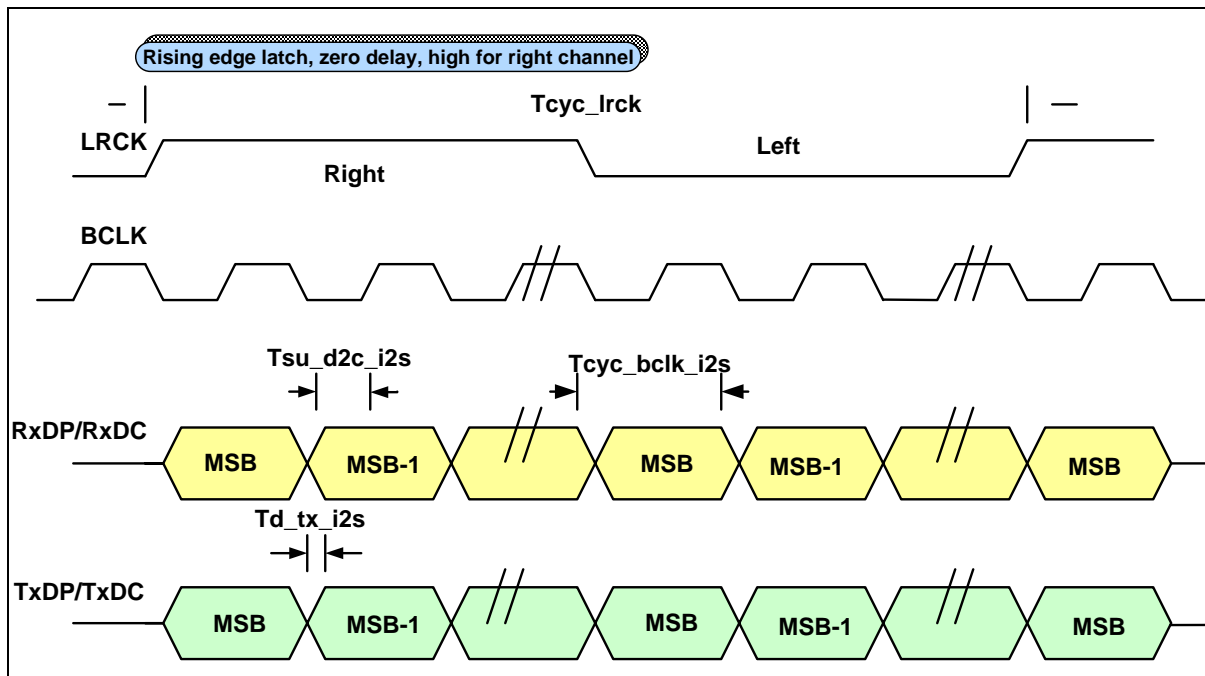 Rising edge latch, zero delay, high for right channel
Tcyc_lrck
LRCK
Right
Left
BCLK
Tsu_d2c_i2s
Tcyc_bclk_i2s
RxDP/RxDC
MSB
MSB-1
MSB
MSB-1
MSB
Td_tx_i2s
TxDP/TxDC
MSB
MSB-1
MSB
MSB-1
MSB